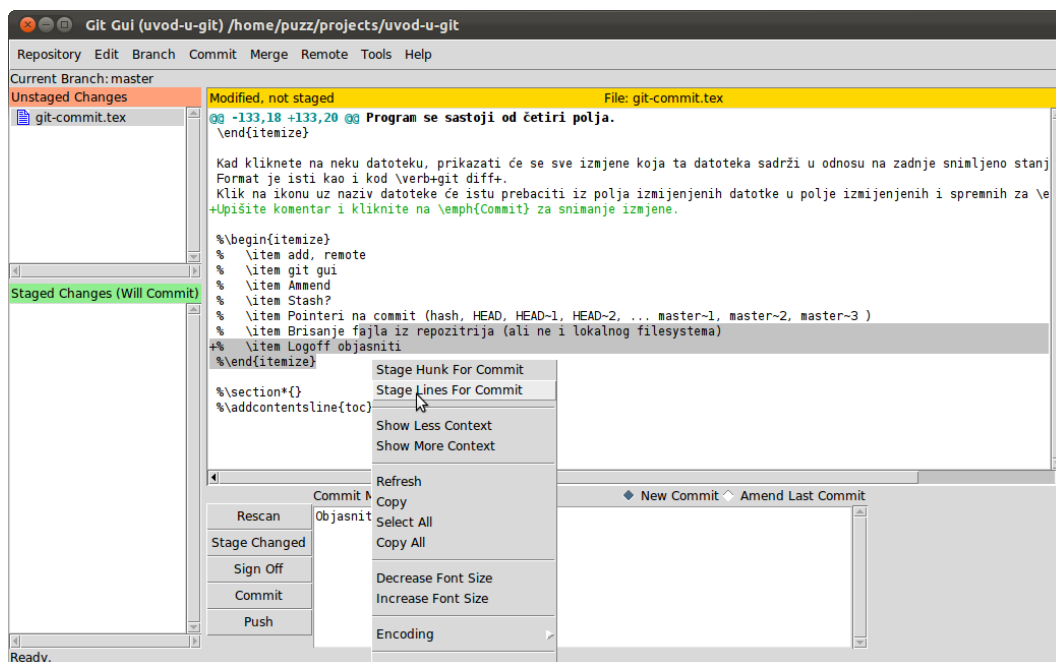 Git Gui (uvod-u-git) /home/puzz/projects/uvod-u-git
Repository Edit Branch Commit Merge Remote Tools Help
Current Branch: master
Unstaged Changes
git-commit.tex
Staged Changes (Will Commit)
Modified, not staged File: git-commit.tex
@@ -133,18 +133,20 @@ Program se sastoji od četiri polja.
\end{itemize}
Kad kliknete na neku datoteku, prikazati će se sve izmjene koja ta datoteka sadrži u odnosu na zadnje snimljeno stanj
Format je isti kao i kod \verb+git diff+.
Klik na ikonu uz naziv datoteke će istu prebaciti iz polja izmijenjenih datotke u polje izmijenjenih i spremnih za \e
+Upišite komentar i kliknite na \emph{Commit} za snimanje izmjene.
%\begin{itemize}
% \item add, remote
% \item git gui
% \item Ammend
% \item Stash?
% \item Pointeri na commit (hash, HEAD, HEAD~1, HEAD~2, ... master~1, master~2, master~3 )
% \item Brisanje fajla iz repozitrija (ali ne i lokalnog filesystema)
+% \item Logoff objasniti
%\end{itemize}
%\section*{}
%\addcontentsline{toc}
Stage Hunk For Commit
Stage Lines For Commit
Show Less Context
Show More Context
Refresh
Copy
Select All
Copy All
Decrease Font Size
Increase Font Size
Encoding
Commit M
New Commit Amend Last Commit
Objasnit
Rescan
Stage Changed
Sign Off
Commit
Push
Ready.